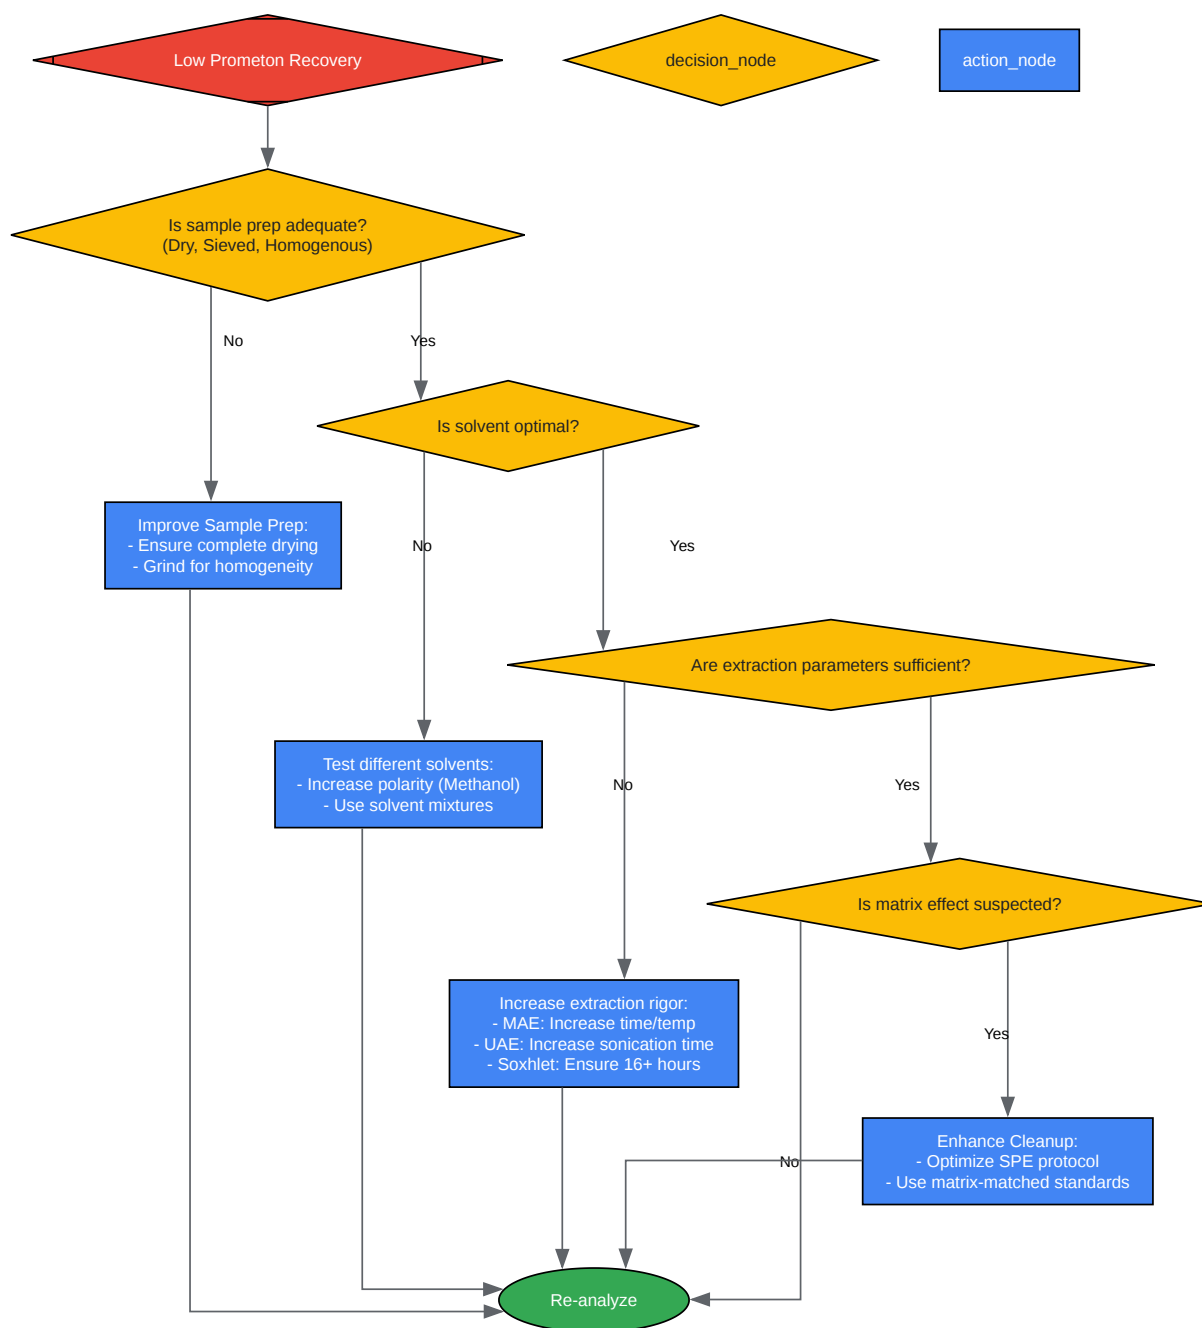 Low Prometon Recovery
decision_node
action_node
Is sample prep adequate?
(Dry, Sieved, Homogenous)
No
Yes
Is solvent optimal?
Improve Sample Prep:
- Ensure complete drying
- Grind for homogeneity
No
Yes
Are extraction parameters sufficient?
Test different solvents:
- Increase polarity (Methanol)
- Use solvent mixtures
No
Yes
Is matrix effect suspected?
Increase extraction rigor:
- MAE: Increase time/temp
- UAE: Increase sonication time
- Soxhlet: Ensure 16+ hours
Yes
Enhance Cleanup:
- Optimize SPE protocol
- Use matrix-matched standards
No
Re-analyze